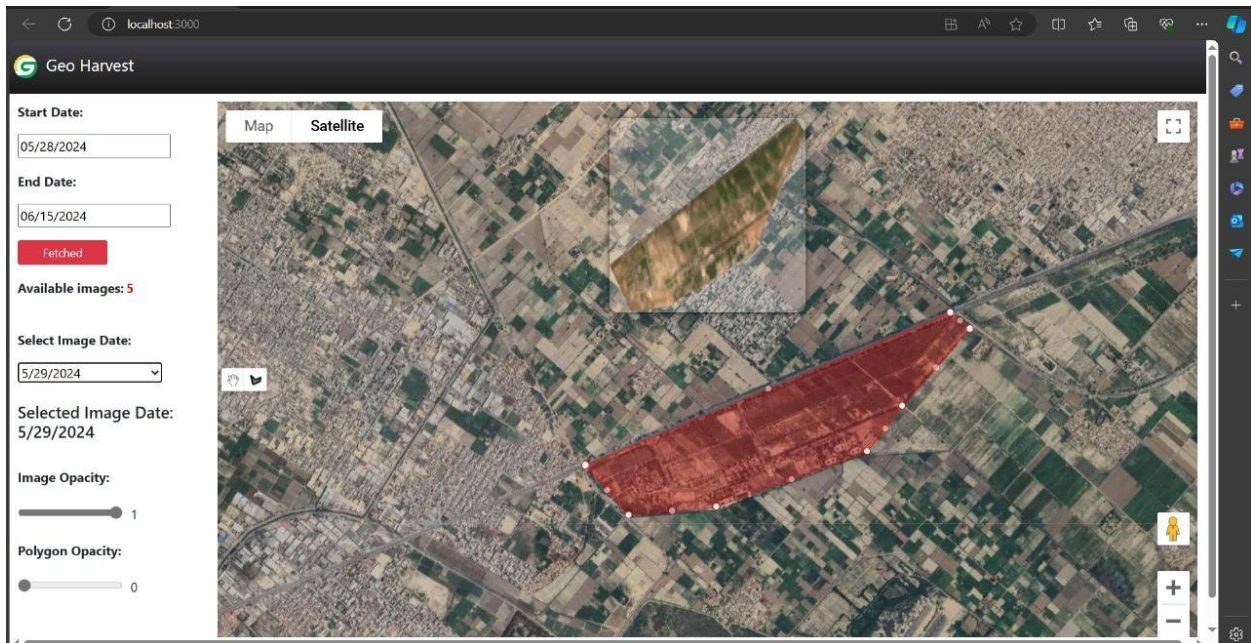 localhost:3000
Geo Harvest
Start Date:
05/28/2024
End Date:
06/15/2024
Fetched
Available images: 5
Select Image Date:
5/29/2024
Selected Image Date:
5/29/2024
Image Opacity:
1
Polygon Opacity:
0
Map Satellite